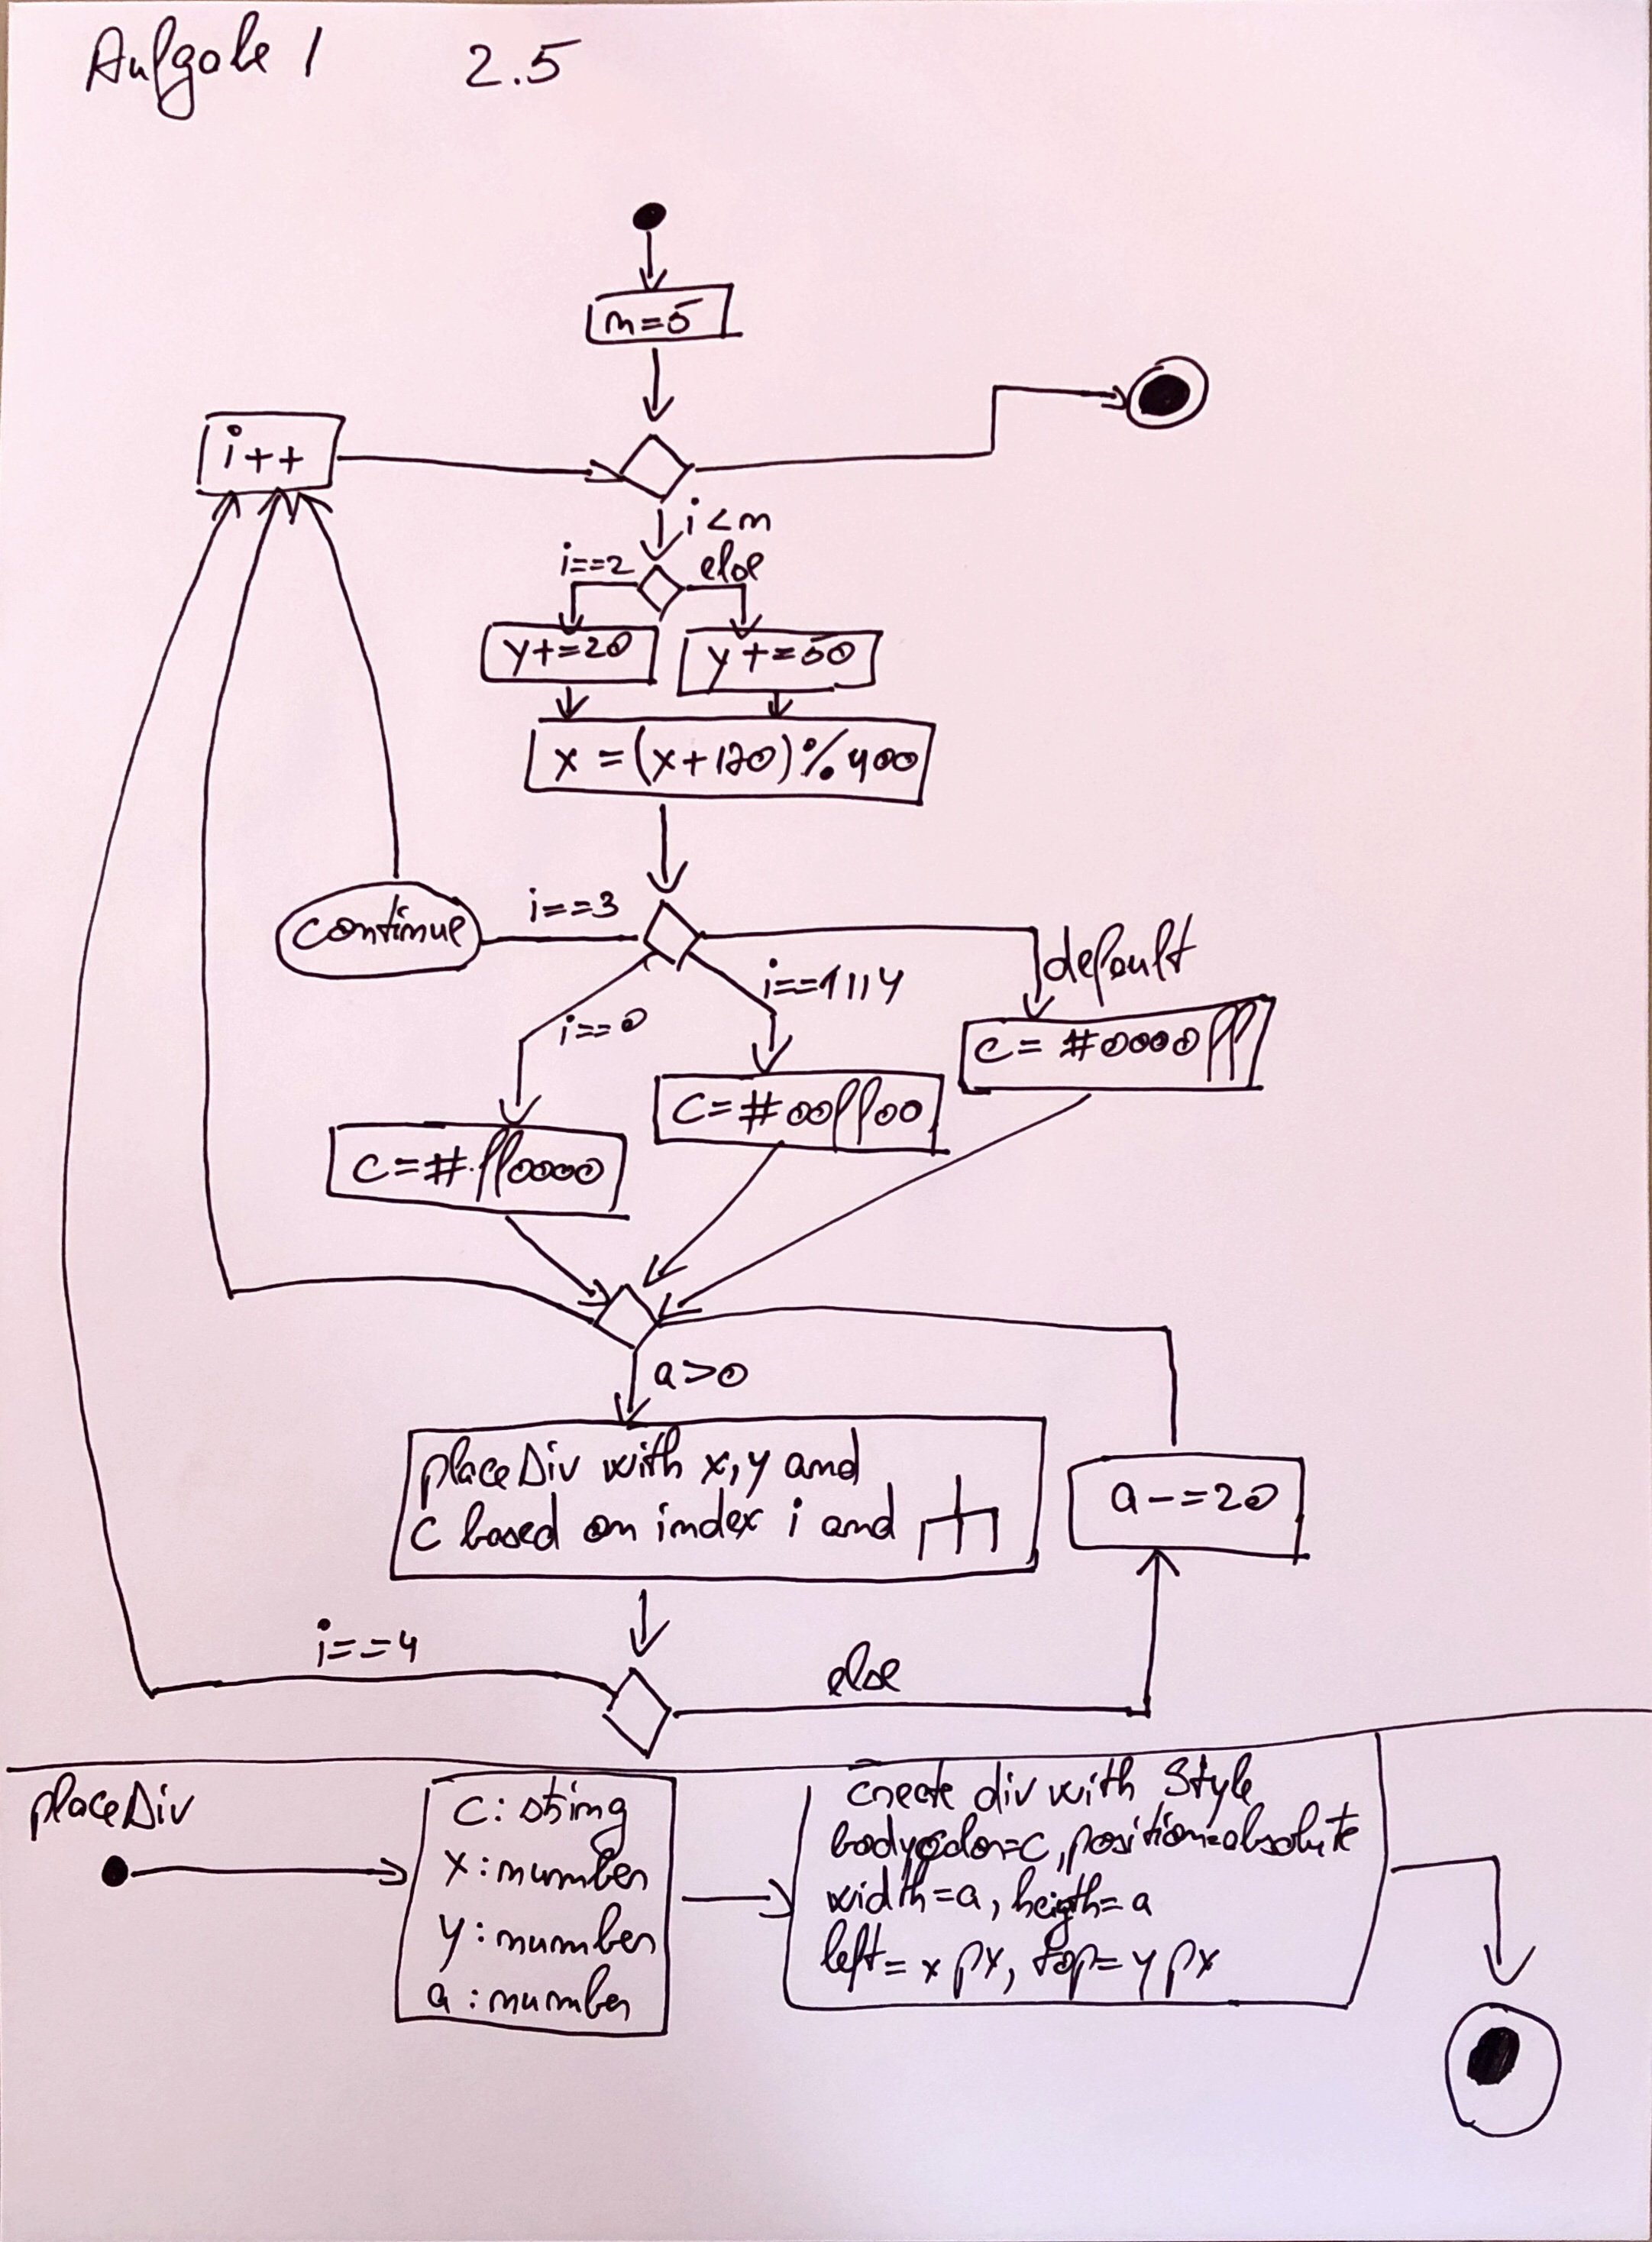 Aufgabe 1 2.5
n=5
i++
i<n
i==2
else
y+=20
y+=50
x=(x+170)%400
continue
i==3
i==1||4
default
i==0
c=#0000ff
c=#00ff00
c=#ff0000
a>0
placeDiv with x,y and
c based on index i and
a-=20
i==4
else
placeDiv
c: string
x: number
y: number
a: number
create div with Style
bodycolor=c, position=absolute
width=a, heigth=a
left=x px, top=y px